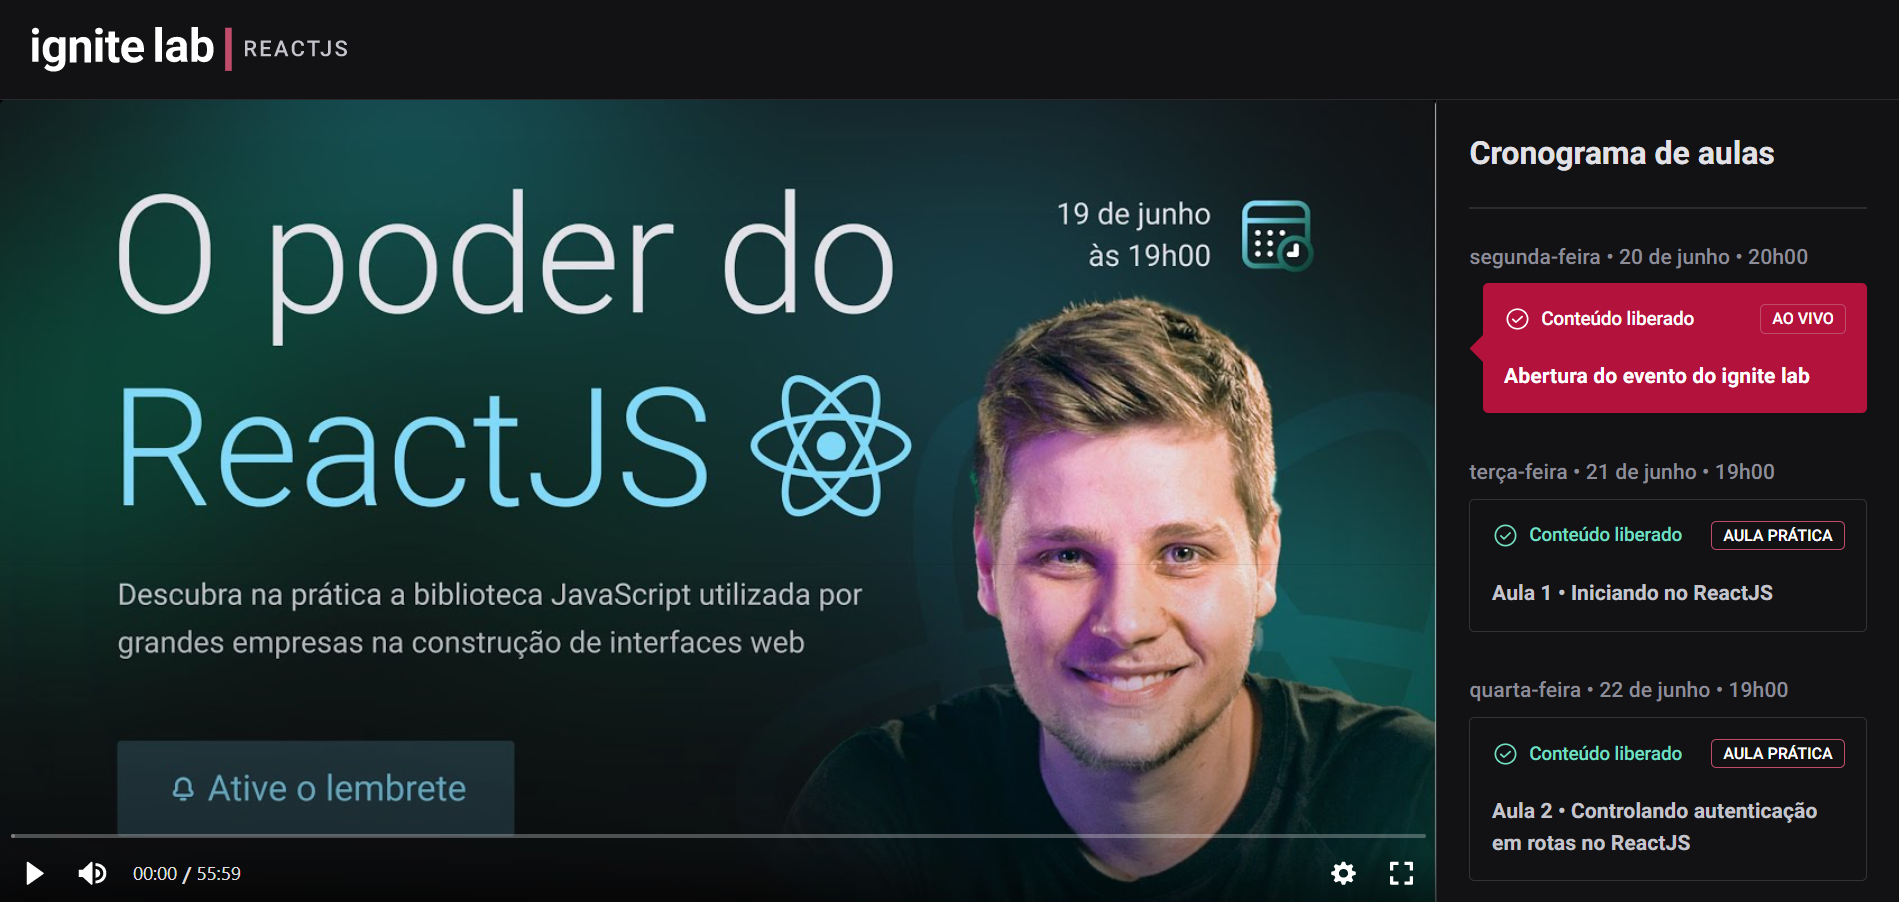 ignite lab REACTJS
O poder do
ReactJS
19 de junho
às 19h00
Descubra na prática a biblioteca JavaScript utilizada por
grandes empresas na construção de interfaces web
Ative o lembrete
00:00 / 55:59
Cronograma de aulas
segunda-feira • 20 de junho • 20h00
Conteúdo liberado AO VIVO
Abertura do evento do ignite lab
terça-feira • 21 de junho • 19h00
Conteúdo liberado AULA PRÁTICA
Aula 1 • Iniciando no ReactJS
quarta-feira • 22 de junho • 19h00
Conteúdo liberado AULA PRÁTICA
Aula 2 • Controlando autenticação
em rotas no ReactJS